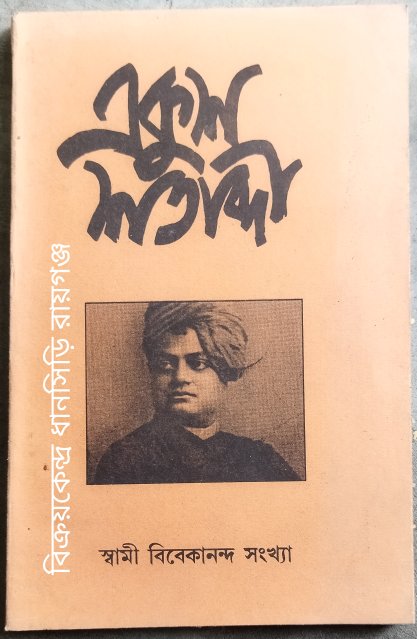 একুশ
শতাব্দী
বিক্রয়কেন্দ্র ধানসিড়ি রায়গঞ্জ
স্বামী বিবেকানন্দ সংখ্যা